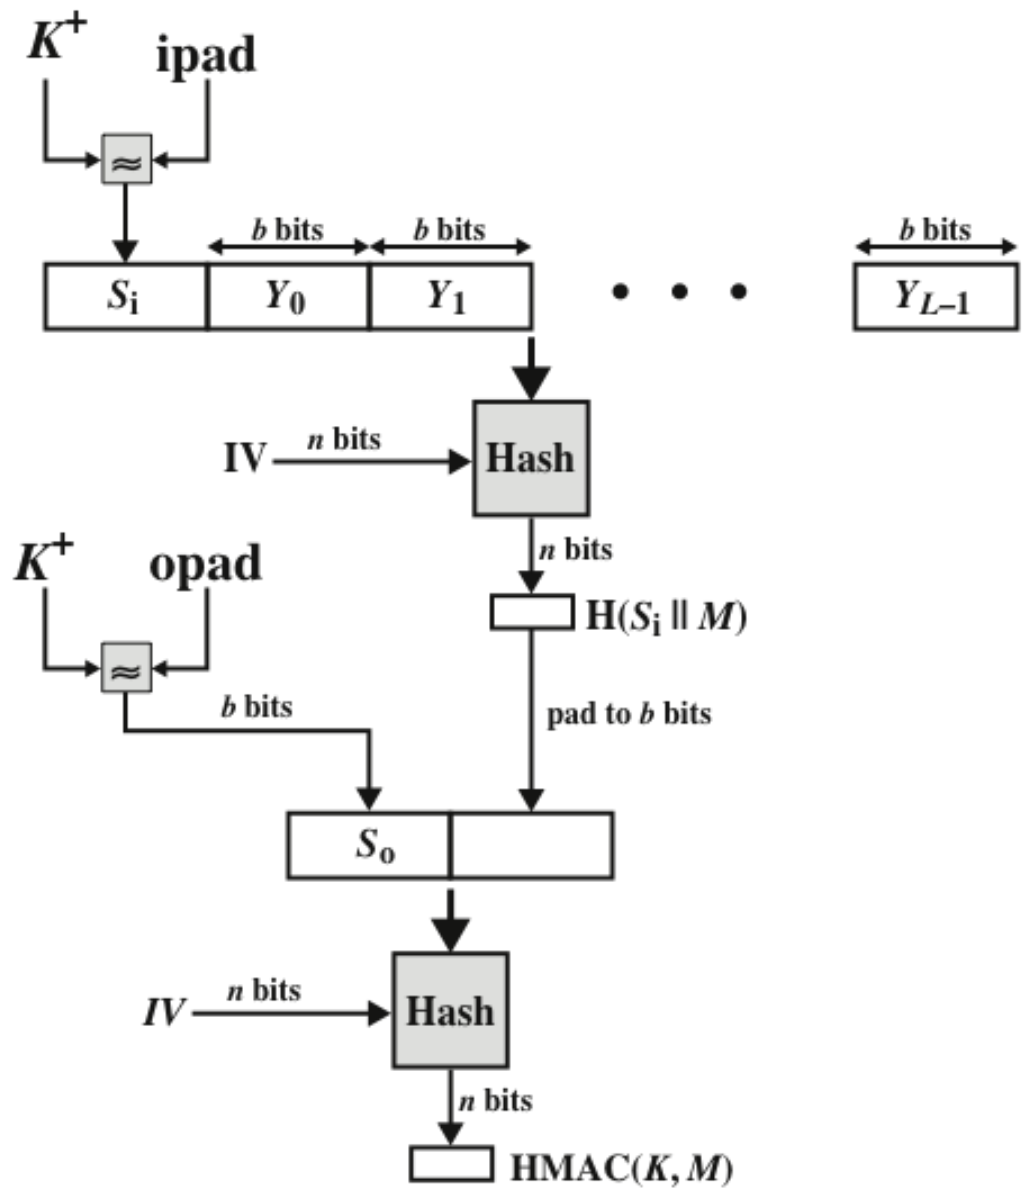 K⁺ ipad
≈
b bits b bits b bits
Sᵢ Y₀ Y₁ • • • Y_L–1
IV n bits Hash
n bits
K⁺ opad
H(Sᵢ || M)
≈
b bits
pad to b bits
Sₒ
IV n bits Hash
n bits
HMAC(K, M)